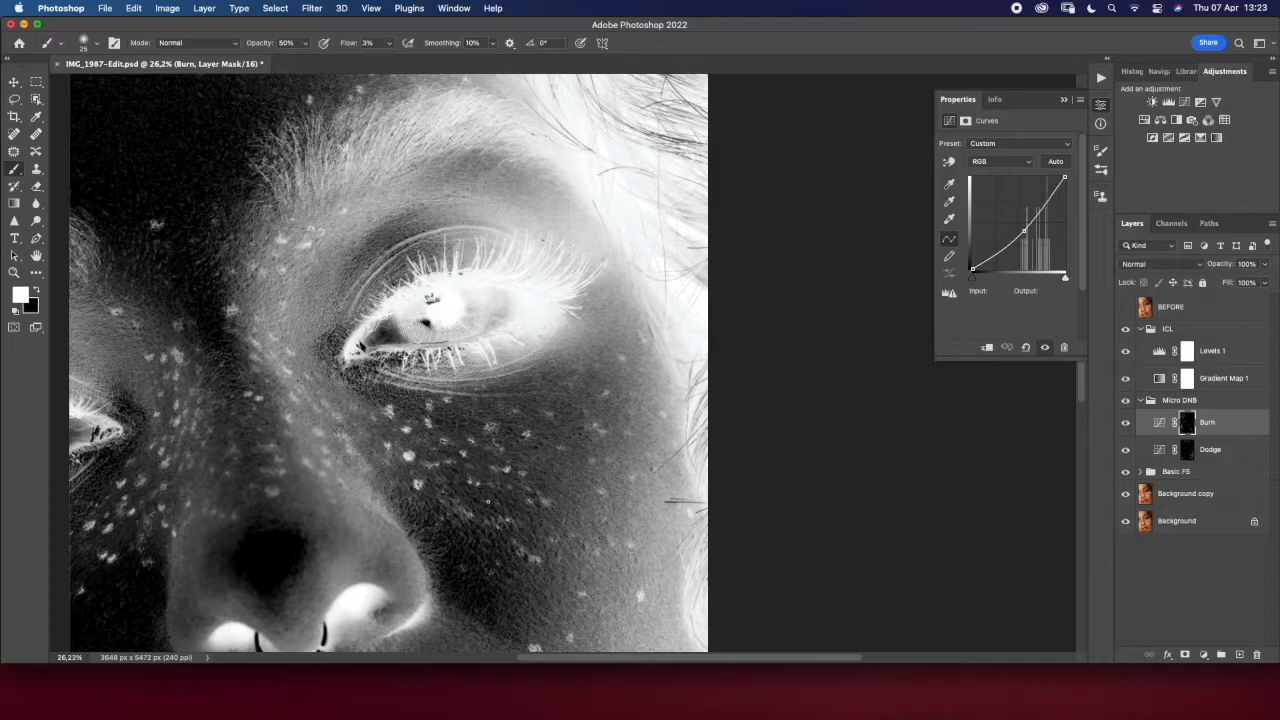 Photoshop File Edit Image Layer Type Select Filter 3D View Plugins Window Help Thu 07 Apr 13:23
Adobe Photoshop 2022
25 Mode: Normal Opacity: 50% Flow: 3% Smoothing: 10% 0° Share
× IMG_1987-Edit.psd @ 26,2% (Burn, Layer Mask/16) *
Histog Navig Librar Adjustments
Add an adjustment
Properties Info
Curves
Preset: Custom
RGB Auto
Input: Output:
Layers Channels Paths
Kind
Normal Opacity: 100%
Lock: Fill: 100%
BEFORE
ICL
Levels 1
Gradient Map 1
Micro DNB
Burn
Dodge
Basic FS
Background copy
Background
26,23% 3648 px x 5472 px (240 ppi)